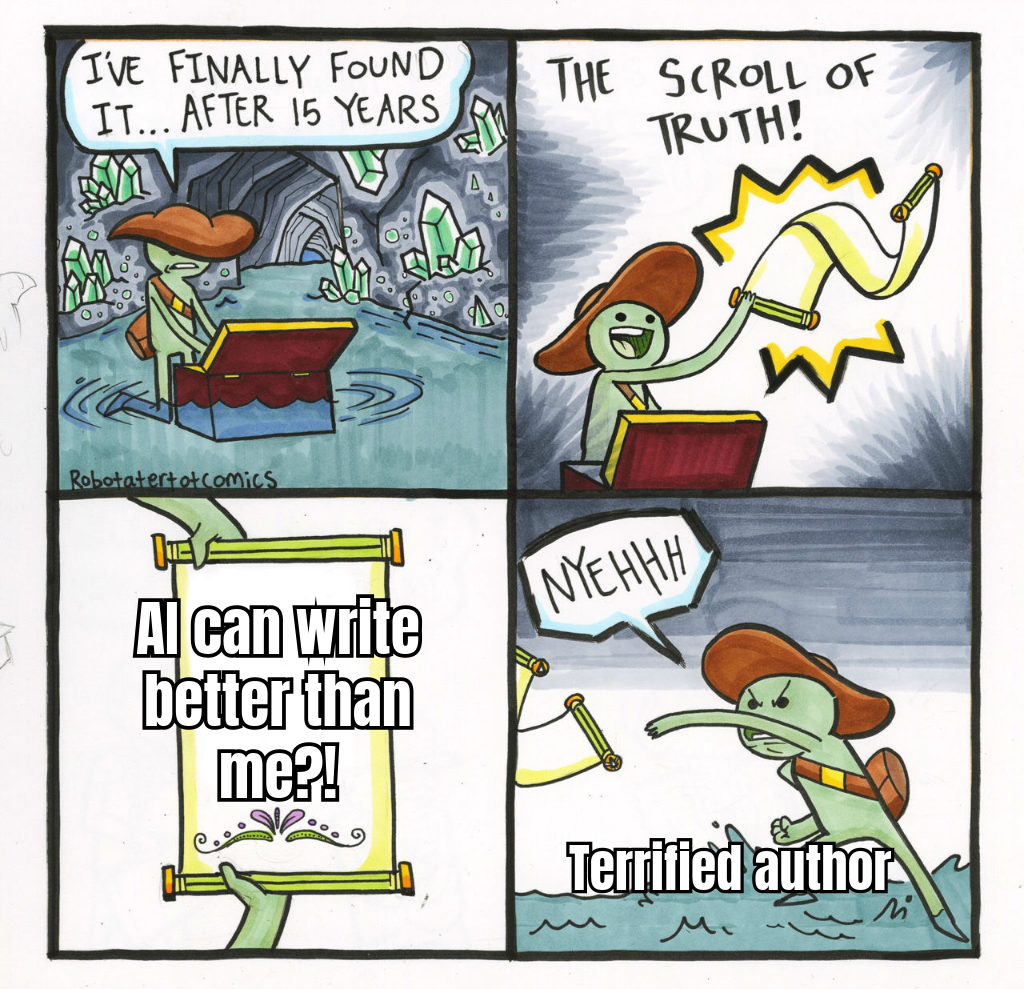 I'VE FINALLY FOUND
IT... AFTER 15 YEARS
Robotatertotcomics
THE SCROLL OF
TRUTH!
AI can write
better than
me?!
NYEHHH
Terrified author